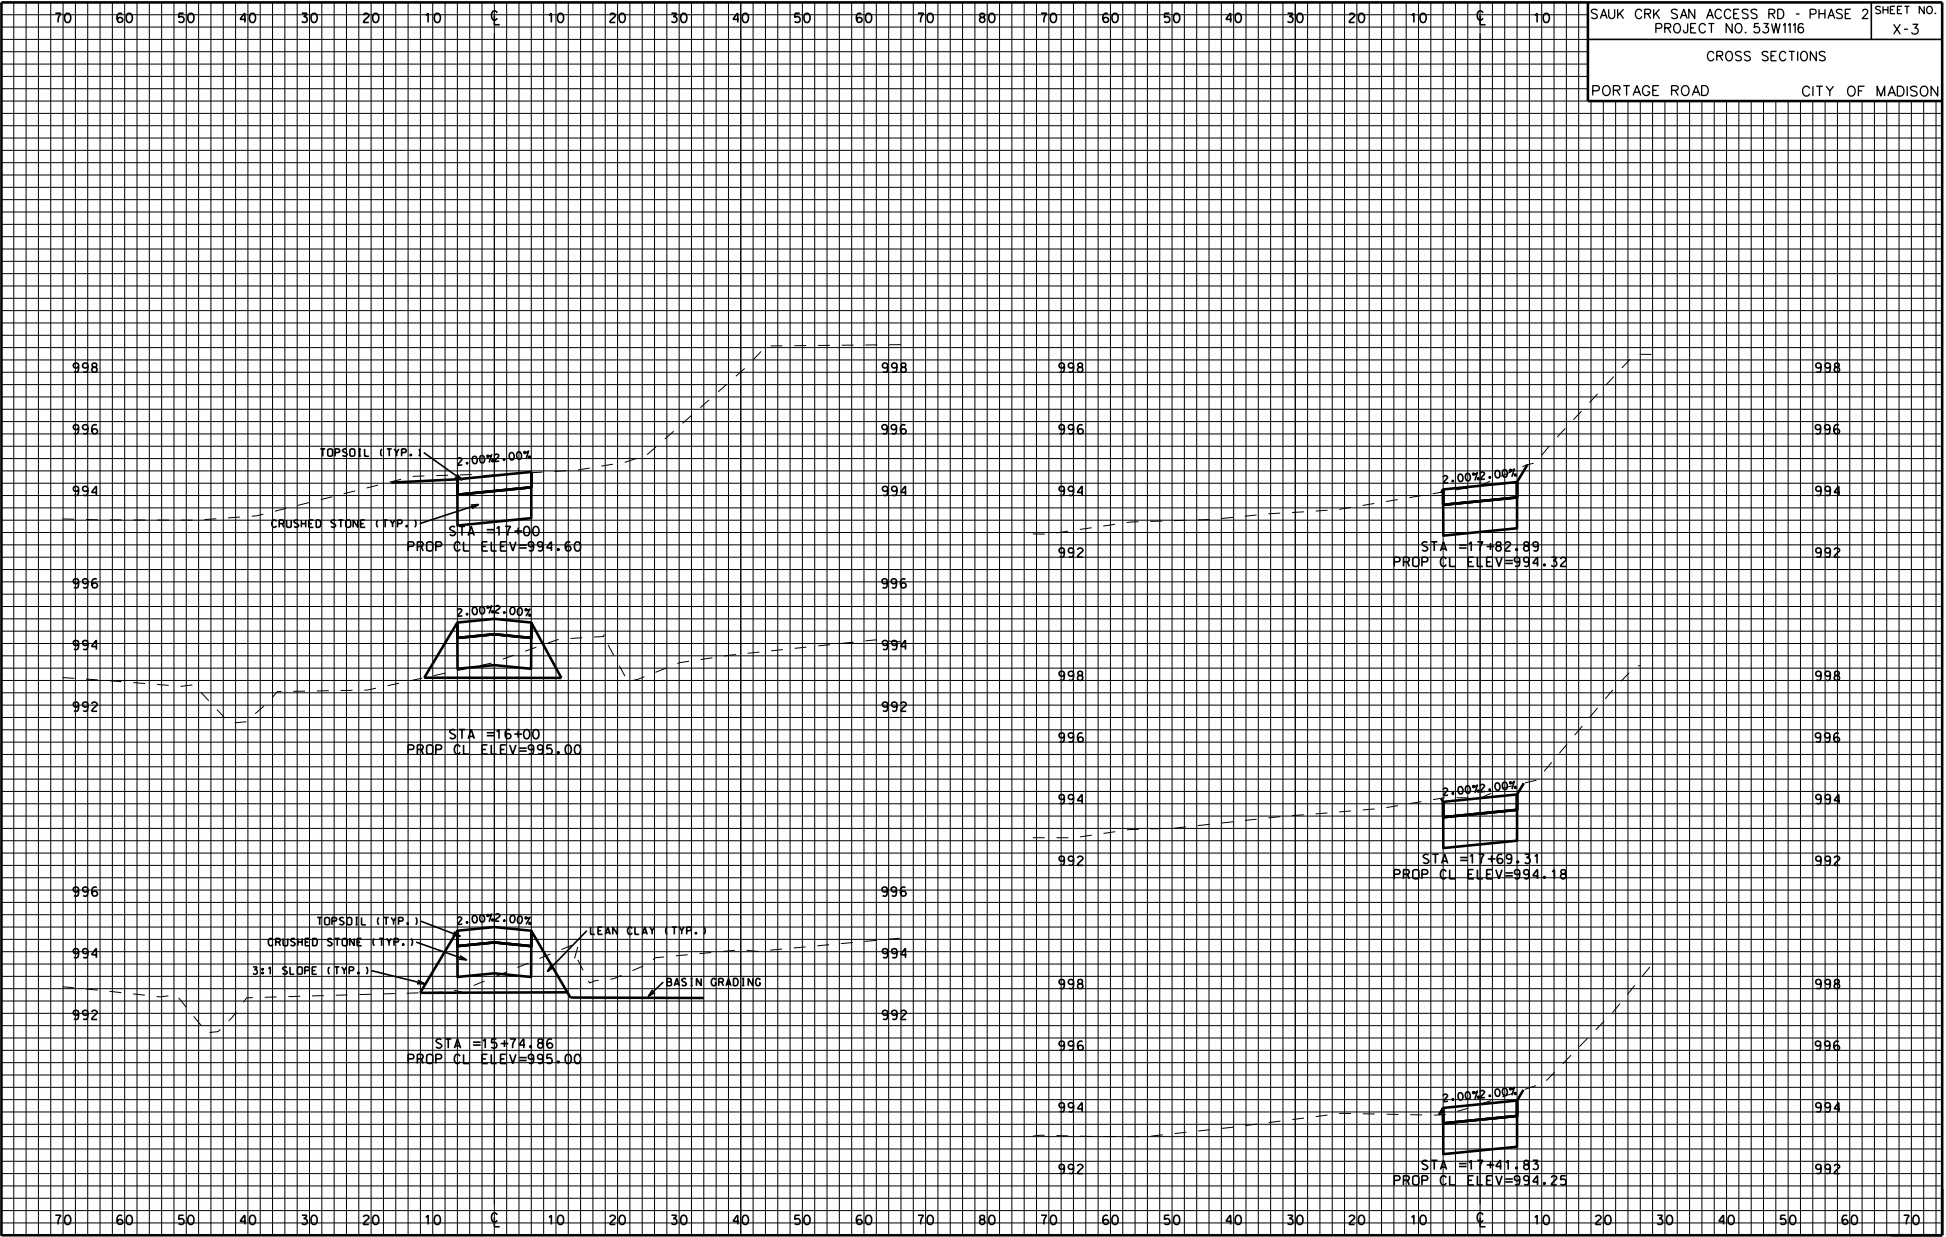 70 60 50 40 30 20 10 ℄ 10 20 30 40 50 60 70 80 70 60 50 40 30 20 10 ℄ 10
SAUK CRK SAN ACCESS RD - PHASE 2
PROJECT NO. 53W1116
SHEET NO.
X-3
CROSS SECTIONS
PORTAGE ROAD CITY OF MADISON
998 998
996 996
994 994
TOPSOIL (TYP.)
2.00% 2.00%
CRUSHED STONE (TYP.)
STA =17+00
PROP CL ELEV=994.60
996 996
994 994
992 992
2.00% 2.00%
STA =16+00
PROP CL ELEV=995.00
996 996
994 994
992 992
TOPSOIL (TYP.)
2.00% 2.00%
CRUSHED STONE (TYP.)
LEAN CLAY (TYP.)
3:1 SLOPE (TYP.)
BASIN GRADING
STA =15+74.86
PROP CL ELEV=995.00
998 998
996 996
994 994
992 992
2.00% 2.00%
STA =17+82.89
PROP CL ELEV=994.32
998 998
996 996
994 994
992 992
2.00% 2.00%
STA =17+69.31
PROP CL ELEV=994.18
998 998
996 996
994 994
992 992
2.00% 2.00%
STA =17+41.83
PROP CL ELEV=994.25
70 60 50 40 30 20 10 ℄ 10 20 30 40 50 60 70 80 70 60 50 40 30 20 10 ℄ 10 20 30 40 50 60 70